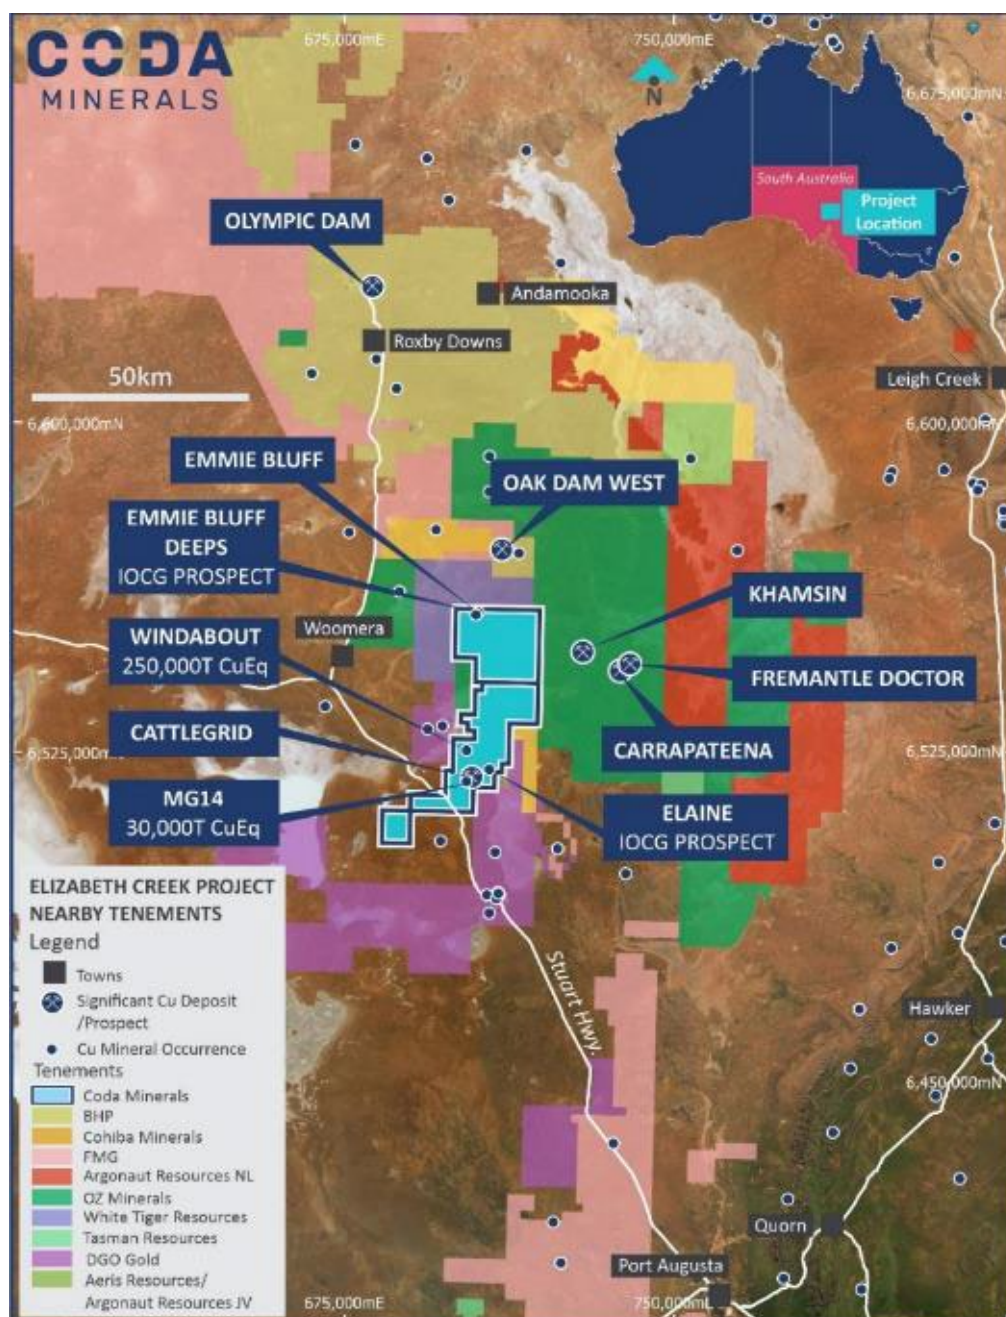 CODA
MINERALS
675,000mE
750,000mE
N
6,675,000mN
South Australia
Project
Location
OLYMPIC DAM
Andamooka
Roxby Downs
50km
Leigh Creek
6,600,000mN
6,600,000mN
EMMIE BLUFF
OAK DAM WEST
EMMIE BLUFF
DEEPS
IOCG PROSPECT
KHAMSIN
Woomera
WINDABOUT
250,000T CuEq
FREMANTLE DOCTOR
CATTLEGRID
CARRAPATEENA
6,525,000mN
6,525,000mN
MG14
30,000T CuEq
ELAINE
IOCG PROSPECT
ELIZABETH CREEK PROJECT
NEARBY TENEMENTS
Legend
Towns
Significant Cu Deposit
/Prospect
Cu Mineral Occurrence
Tenements
Coda Minerals
BHP
Cohiba Minerals
FMG
Argonaut Resources NL
OZ Minerals
White Tiger Resources
Tasman Resources
DGO Gold
Aeris Resources/
Argonaut Resources JV
Stuart Hwy.
Hawker
6,450,000mN
Quorn
Port Augusta
675,000mE
750,000mE